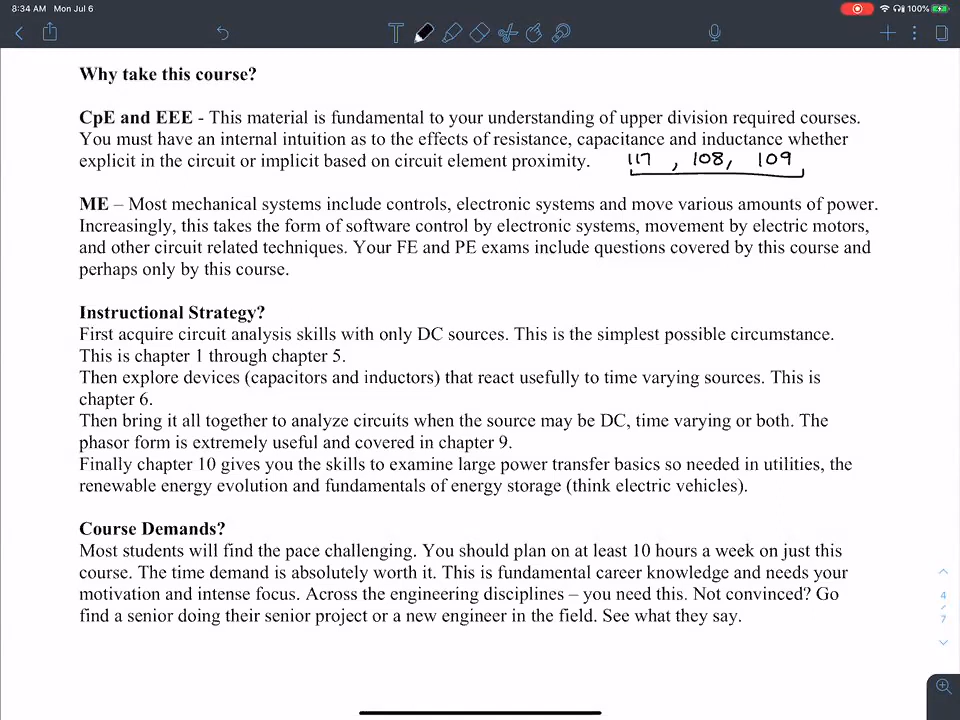 8:34 AM Mon Jul 6
100%
T
Why take this course?
CpE and EEE - This material is fundamental to your understanding of upper division required courses.
You must have an internal intuition as to the effects of resistance, capacitance and inductance whether
explicit in the circuit or implicit based on circuit element proximity. 117 , 108, 109
ME – Most mechanical systems include controls, electronic systems and move various amounts of power.
Increasingly, this takes the form of software control by electronic systems, movement by electric motors,
and other circuit related techniques. Your FE and PE exams include questions covered by this course and
perhaps only by this course.
Instructional Strategy?
First acquire circuit analysis skills with only DC sources. This is the simplest possible circumstance.
This is chapter 1 through chapter 5.
Then explore devices (capacitors and inductors) that react usefully to time varying sources. This is
chapter 6.
Then bring it all together to analyze circuits when the source may be DC, time varying or both. The
phasor form is extremely useful and covered in chapter 9.
Finally chapter 10 gives you the skills to examine large power transfer basics so needed in utilities, the
renewable energy evolution and fundamentals of energy storage (think electric vehicles).
Course Demands?
Most students will find the pace challenging. You should plan on at least 10 hours a week on just this
course. The time demand is absolutely worth it. This is fundamental career knowledge and needs your
motivation and intense focus. Across the engineering disciplines – you need this. Not convinced? Go
find a senior doing their senior project or a new engineer in the field. See what they say.
4
/
7